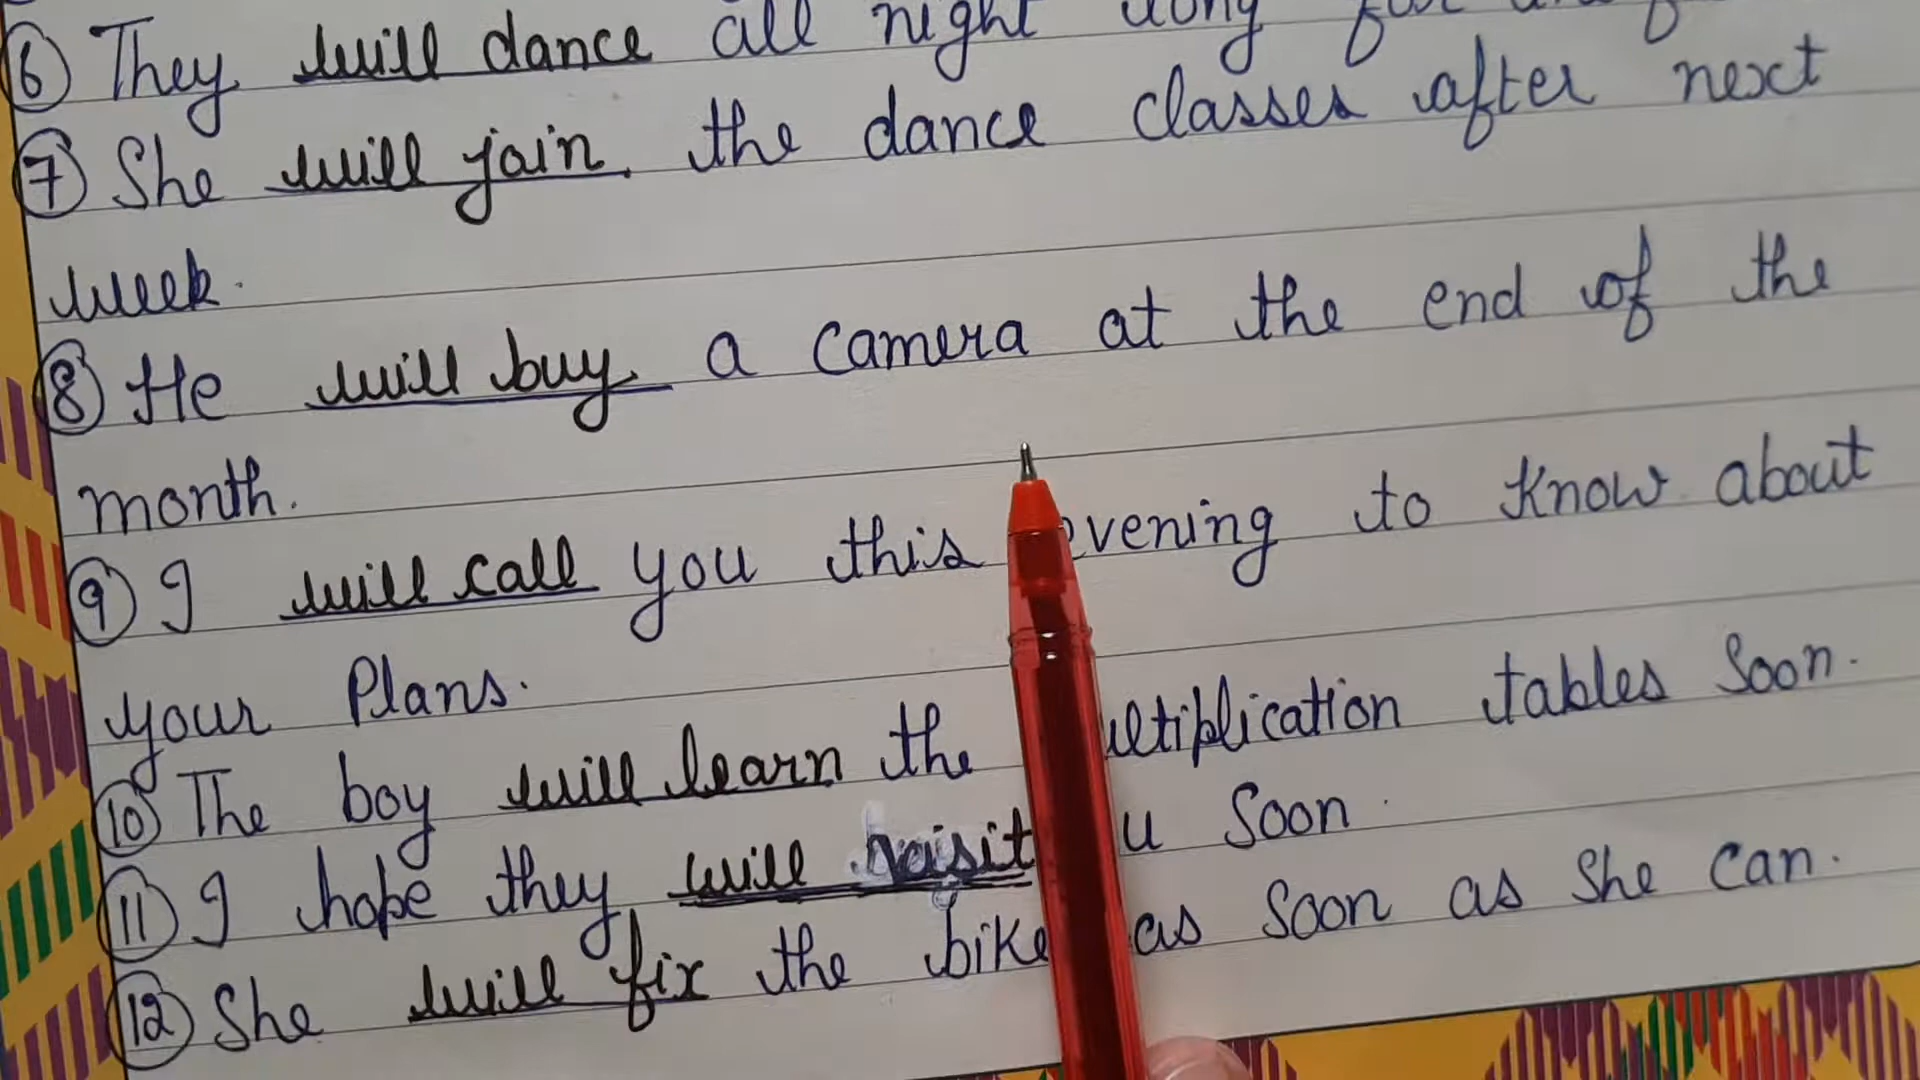 ⑥ They will dance all night long for
⑦ She will join the dance classes after next
week.
⑧ He will buy a camera at the end of the
month.
⑨ I will call you this evening to know about
your Plans.
⑩ The boy will learn the ultiplication tables soon.
⑪ I hope they will u Soon.
⑫ She will fix the bike as soon as she can.